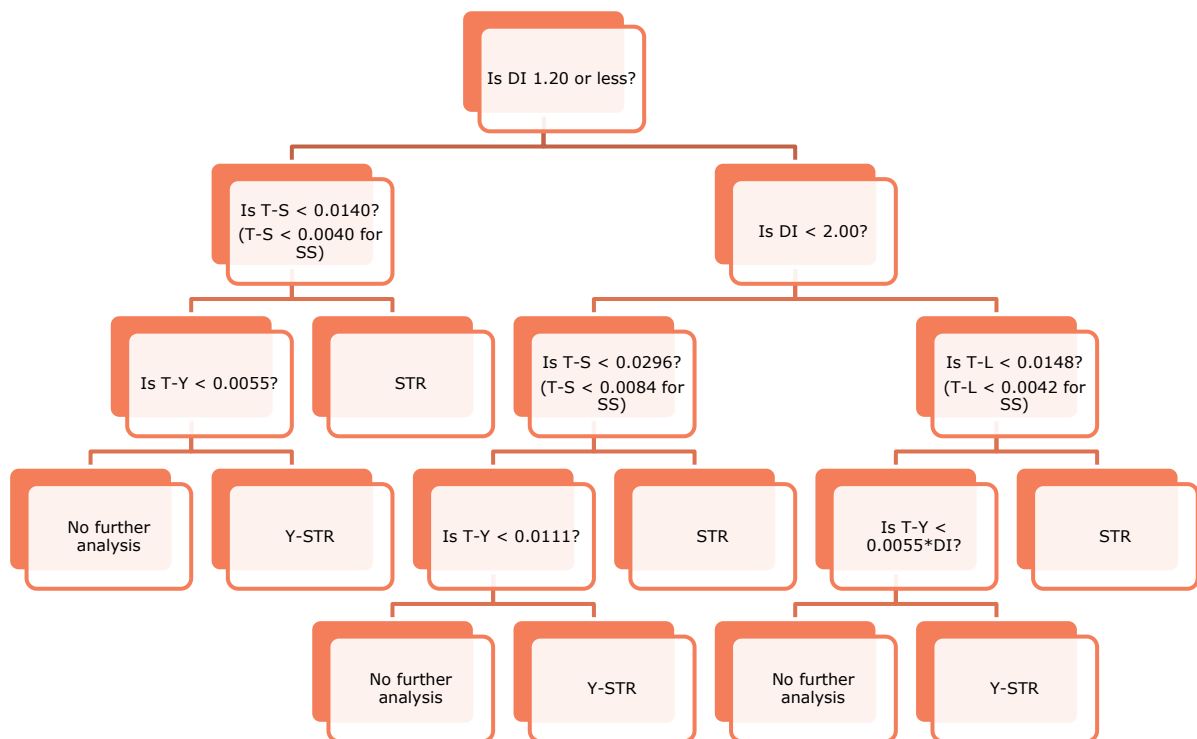 Is DI 1.20 or less?
Is T-S < 0.0140?
(T-S < 0.0040 for
SS)
Is DI < 2.00?
Is T-Y < 0.0055?
STR
Is T-S < 0.0296?
(T-S < 0.0084 for
SS)
Is T-L < 0.0148?
(T-L < 0.0042 for
SS)
No further
analysis
Y-STR
Is T-Y < 0.0111?
STR
Is T-Y <
0.0055*DI?
STR
No further
analysis
Y-STR
No further
analysis
Y-STR